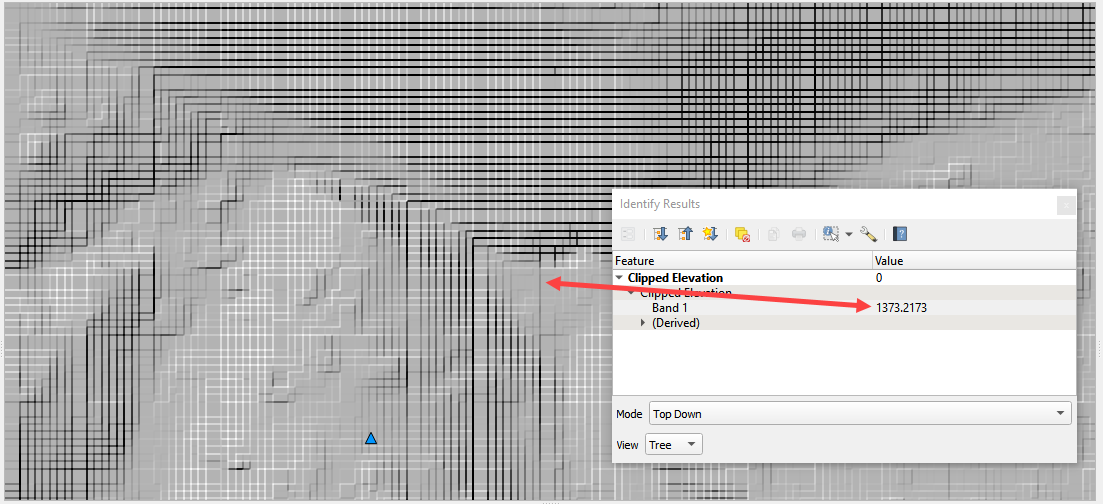 Identify Results
Feature Value
Clipped Elevation 0
Clipped Elevation
Band 1 1373.2173
(Derived)
Mode Top Down
View Tree